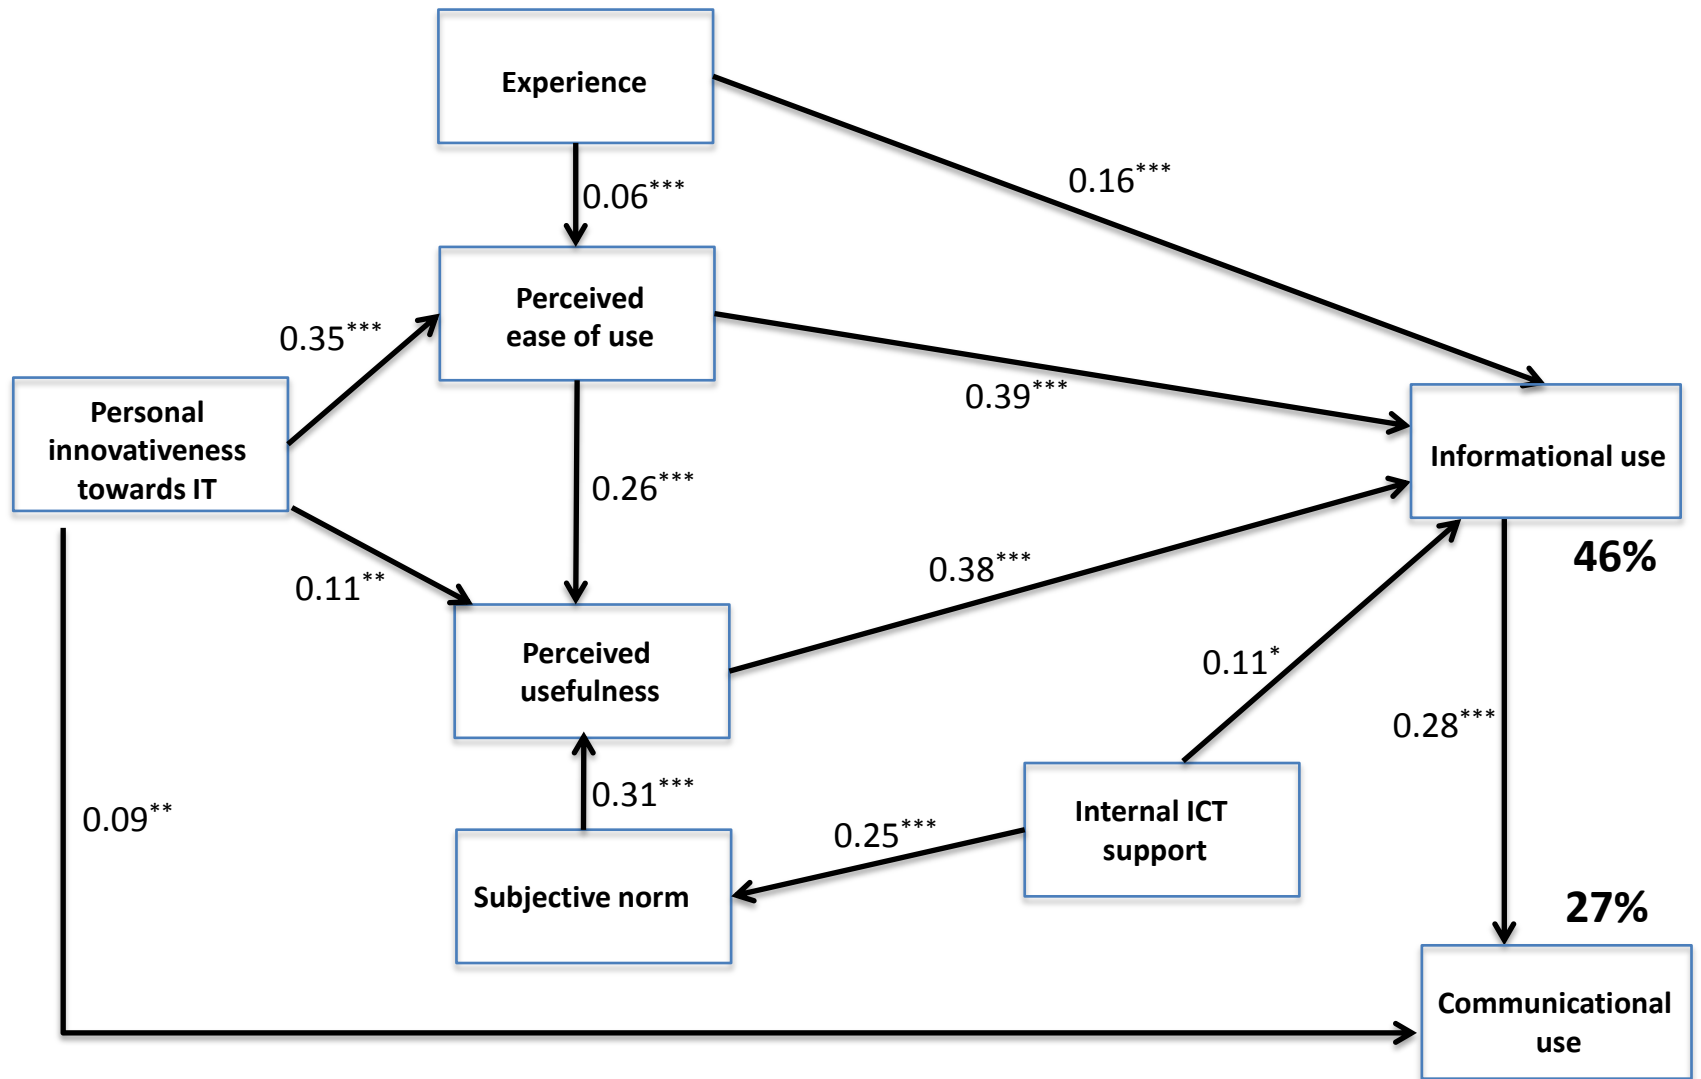 Experience
0.16***
0.06***
Perceived
ease of use
0.35***
0.39***
Personal
innovativeness
towards IT
Informational use
0.26***
46%
0.38***
0.11**
Perceived
usefulness
0.11*
0.28***
0.31***
Internal ICT
support
0.09**
0.25***
Subjective norm
27%
Communicational
use